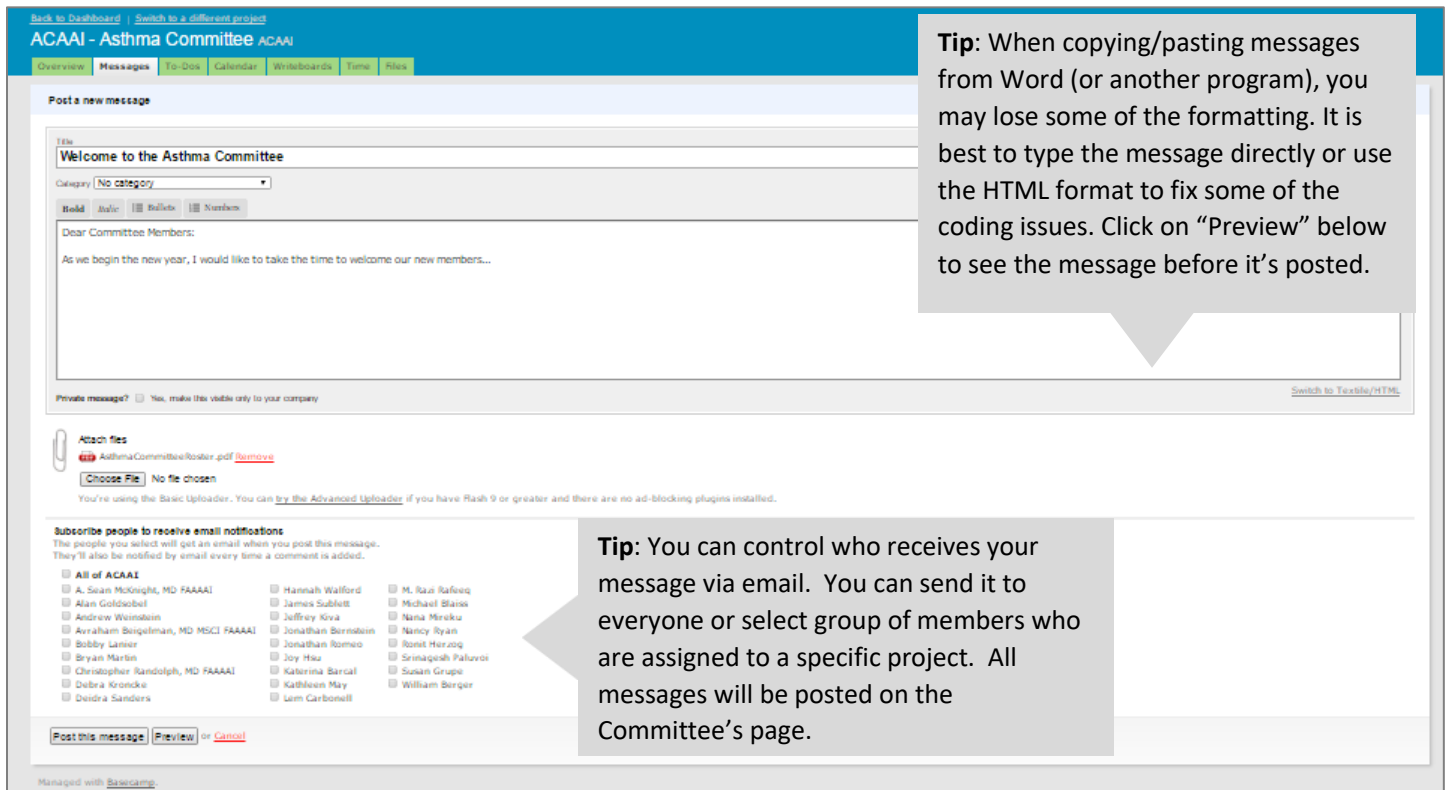 Back to Dashboard | Switch to a different project
ACAAI - Asthma Committee ACAAI
Overview Messages To-Dos Calendar Writeboards Time Files
Post a new message
Title
Welcome to the Asthma Committee
Category No category
Bold Italic Bullets Numbers
Dear Committee Members:
As we begin the new year, I would like to take the time to welcome our new members...
Tip: When copying/pasting messages
from Word (or another program), you
may lose some of the formatting. It is
best to type the message directly or use
the HTML format to fix some of the
coding issues. Click on “Preview” below
to see the message before it’s posted.
Switch to Textile/HTML
Private message? Yes, make this visible only to your company
Attach files
AsthmaCommitteeRoster.pdf Remove
Choose File No file chosen
You're using the Basic Uploader. You can try the Advanced Uploader if you have Flash 9 or greater and there are no ad-blocking plugins installed.
Subscribe people to receive email notifications
The people you select will get an email when you post this message.
They'll also be notified by email every time a comment is added.
All of ACAAI
A. Sean McKnight, MD FAAAAI Hannah Walford M. Razi Rafeeq
Alan Goldsobel James Sublett Michael Blaiss
Andrew Weinstein Jeffrey Kiva Nana Mireku
Avraham Beigelman, MD MSCI FAAAAI Jonathan Bernstein Nancy Ryan
Bobby Lanier Jonathan Romeo Ronit Herzog
Bryan Martin Joy Hsu Srinagesh Paluvoi
Christopher Randolph, MD FAAAAI Katerina Barcal Susan Grupe
Debra Kroncke Kathleen May William Berger
Deidra Sanders Lem Carbonell
Tip: You can control who receives your
message via email. You can send it to
everyone or select group of members who
are assigned to a specific project. All
messages will be posted on the
Committee’s page.
Post this message Preview or Cancel
Managed with Basecamp.